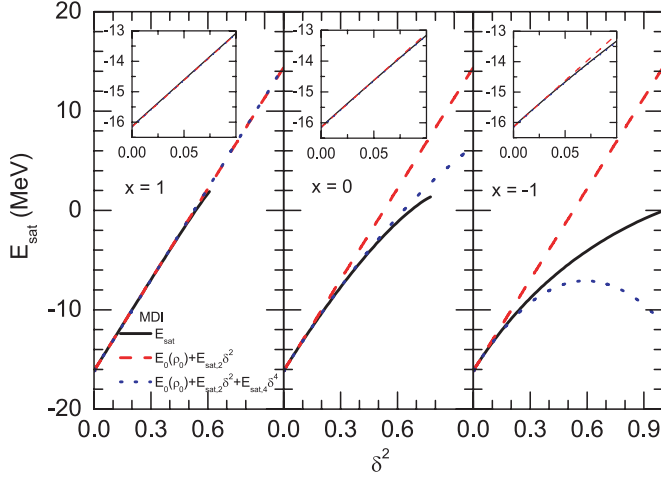 -13
-14
-15
-16
0.00
0.05
-13
-14
-15
-16
0.00
0.05
-13
-14
-15
-16
0.00
0.05
20
10
0
-10
-20
E_sat (MeV)
x = 1
x = 0
x = -1
MDI
E_sat
E_0(ρ_0)+E_sat,2δ^2
E_0(ρ_0)+E_sat,2δ^2+E_sat,4δ^4
0.0 0.3 0.6 0.0 0.3 0.6 0.0 0.3 0.6 0.9
δ^2